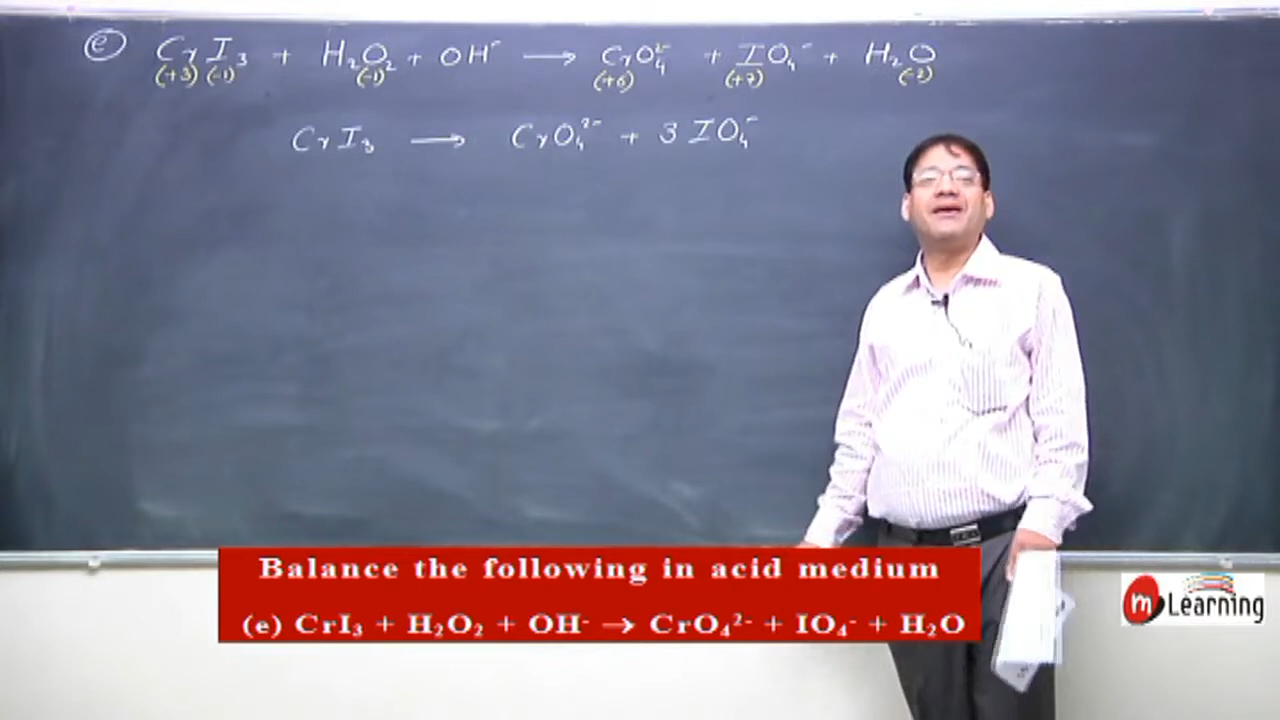 (e) CrI₃ + H₂O₂ + OH⁻ ⟶ CrO₄²⁻ + IO₄⁻ + H₂O
(+3) (-1) (-1) (+6) (+7) (-2)
CrI₃ ⟶ CrO₄²⁻ + 3 IO₄⁻
Balance the following in acid medium
(e) CrI₃ + H₂O₂ + OH⁻ → CrO₄²⁻ + IO₄⁻ + H₂O
m Learning